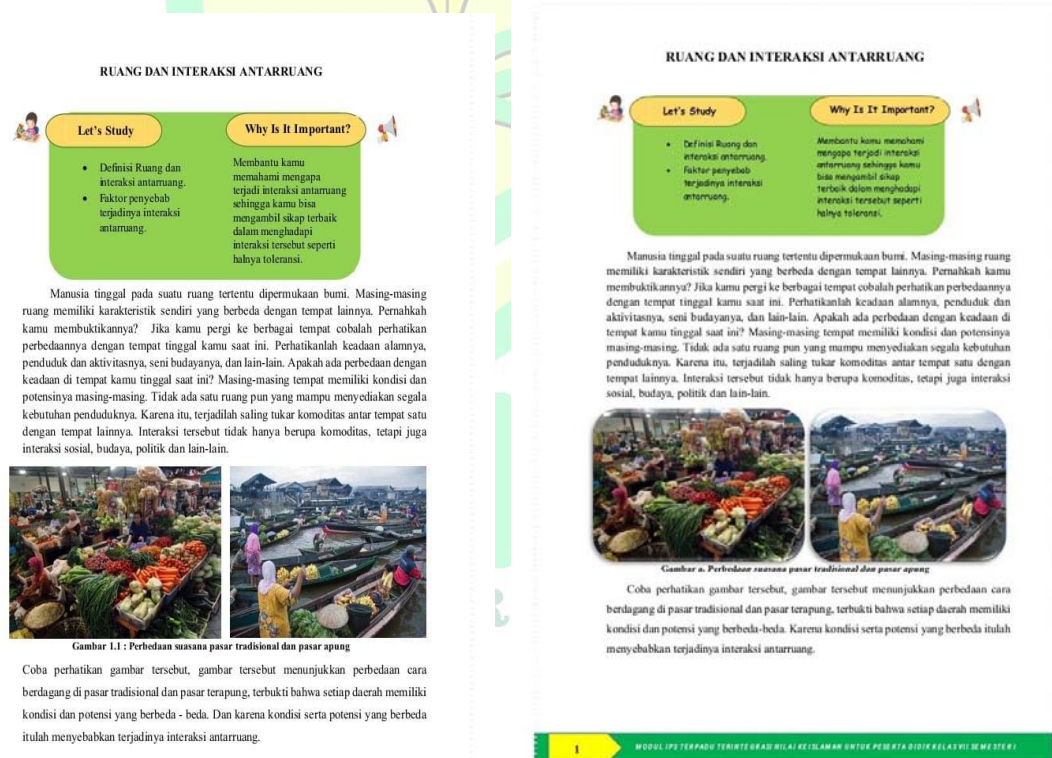 RUANG DAN INTERAKSI ANTARRUANG
Let's Study
• Definisi Ruang dan
interaksi antarruang.
• Faktor penyebab
terjadinya interaksi
antarruang.
Why Is It Important?
Membantu kamu
memahami mengapa
terjadi interaksi antarruang
sehingga kamu bisa
mengambil sikap terbaik
dalam menghadapi
interaksi tersebut seperti
halnya toleransi.
Manusia tinggal pada suatu ruang tertentu dipermukaan bumi. Masing-masing
ruang memiliki karakteristik sendiri yang berbeda dengan tempat lainnya. Pernahkah
kamu membuktikannya? Jika kamu pergi ke berbagai tempat cobalah perhatikan
perbedaannya dengan tempat tinggal kamu saat ini. Perhatikanlah keadaan alamnya,
penduduk dan aktivitasnya, seni budayanya, dan lain-lain. Apakah ada perbedaan dengan
keadaan di tempat kamu tinggal saat ini? Masing-masing tempat memiliki kondisi dan
potensinya masing-masing. Tidak ada satu ruang pun yang mampu menyediakan segala
kebutuhan penduduknya. Karena itu, terjadilah saling tukar komoditas antar tempat satu
dengan tempat lainnya. Interaksi tersebut tidak hanya berupa komoditas, tetapi juga
interaksi sosial, budaya, politik dan lain-lain.
Gambar 1.1 : Perbedaan suasana pasar tradisional dan pasar apung
Coba perhatikan gambar tersebut, gambar tersebut menunjukkan perbedaan cara
berdagang di pasar tradisional dan pasar terapung, terbukti bahwa setiap daerah memiliki
kondisi dan potensi yang berbeda - beda. Dan karena kondisi serta potensi yang berbeda
itulah menyebabkan terjadinya interaksi antarruang.
RUANG DAN INTERAKSI ANTARRUANG
Let's Study
• Definisi Ruang dan
interaksi antarruang.
• Faktor penyebab
terjadinya interaksi
antarruang.
Why Is It Important?
Membantu kamu memahami
mengapa terjadi interaksi
antarruang sehingga kamu
bisa mengambil sikap
terbaik dalam menghadapi
interaksi tersebut seperti
halnya toleransi.
Manusia tinggal pada suatu ruang tertentu dipermukaan bumi. Masing-masing ruang
memiliki karakteristik sendiri yang berbeda dengan tempat lainnya. Pernahkah kamu
membuktikannya? Jika kamu pergi ke berbagai tempat cobalah perhatikan perbedaannya
dengan tempat tinggal kamu saat ini. Perhatikanlah keadaan alamnya, penduduk dan
aktivitasnya, seni budayanya, dan lain-lain. Apakah ada perbedaan dengan keadaan di
tempat kamu tinggal saat ini? Masing-masing tempat memiliki kondisi dan potensinya
masing-masing. Tidak ada satu ruang pun yang mampu menyediakan segala kebutuhan
penduduknya. Karena itu, terjadilah saling tukar komoditas antar tempat satu dengan
tempat lainnya. Interaksi tersebut tidak hanya berupa komoditas, tetapi juga interaksi
sosial, budaya, politik dan lain-lain.
Gambar a. Perbedaan suasana pasar tradisional dan pasar apung
Coba perhatikan gambar tersebut, gambar tersebut menunjukkan perbedaan cara
berdagang di pasar tradisional dan pasar terapung, terbukti bahwa setiap daerah memiliki
kondisi dan potensi yang berbeda-beda. Karena kondisi serta potensi yang berbeda itulah
menyebabkan terjadinya interaksi antarruang.
1
MODUL IPS TERPADU TERINTEGRASI NILAI KEISLAMAN UNTUK PESERTA DIDIK KELAS VII SEMESTER I